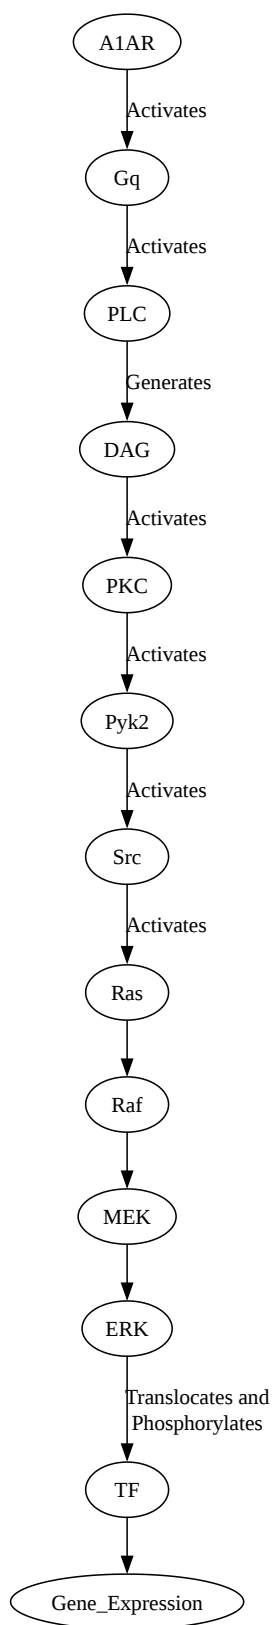 A1AR
Activates
Gq
Activates
PLC
Generates
DAG
Activates
PKC
Activates
Pyk2
Activates
Src
Activates
Ras
Raf
MEK
ERK
Translocates and
Phosphorylates
TF
Gene_Expression